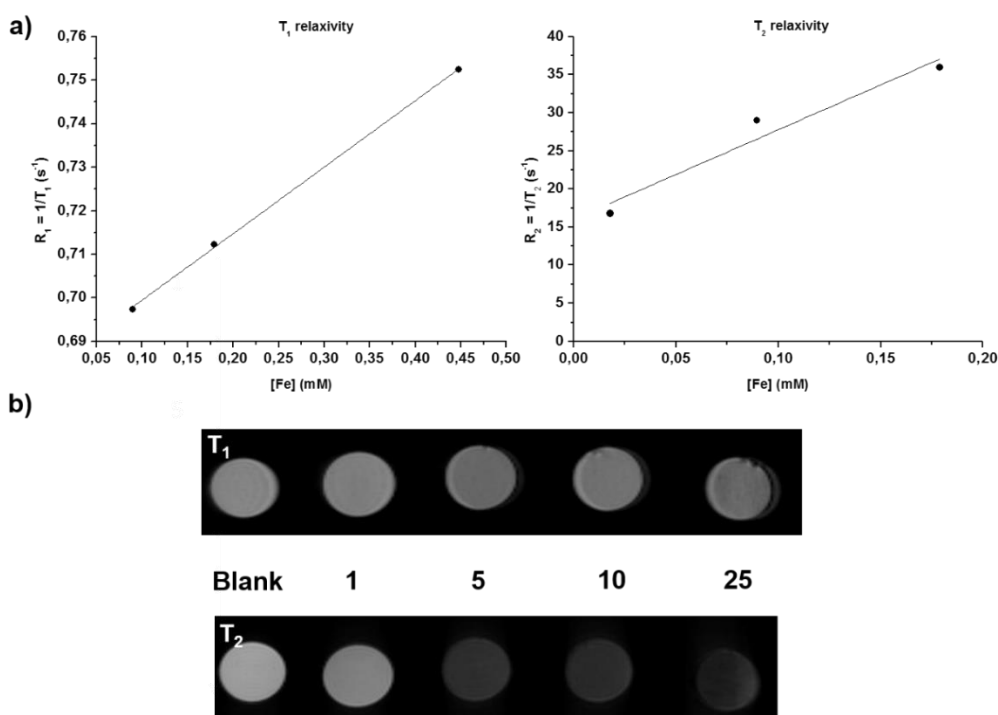 a)
T₁ relaxivity
R₁ = 1/T₁ (s⁻¹)
0,76
0,75
0,74
0,73
0,72
0,71
0,70
0,69
0,05 0,10 0,15 0,20 0,25 0,30 0,35 0,40 0,45 0,50
[Fe] (mM)
T₂ relaxivity
R₂ = 1/T₂ (s⁻¹)
40
35
30
25
20
15
10
5
0
0,00 0,05 0,10 0,15 0,20
[Fe] (mM)
b)
T₁
Blank 1 5 10 25
T₂